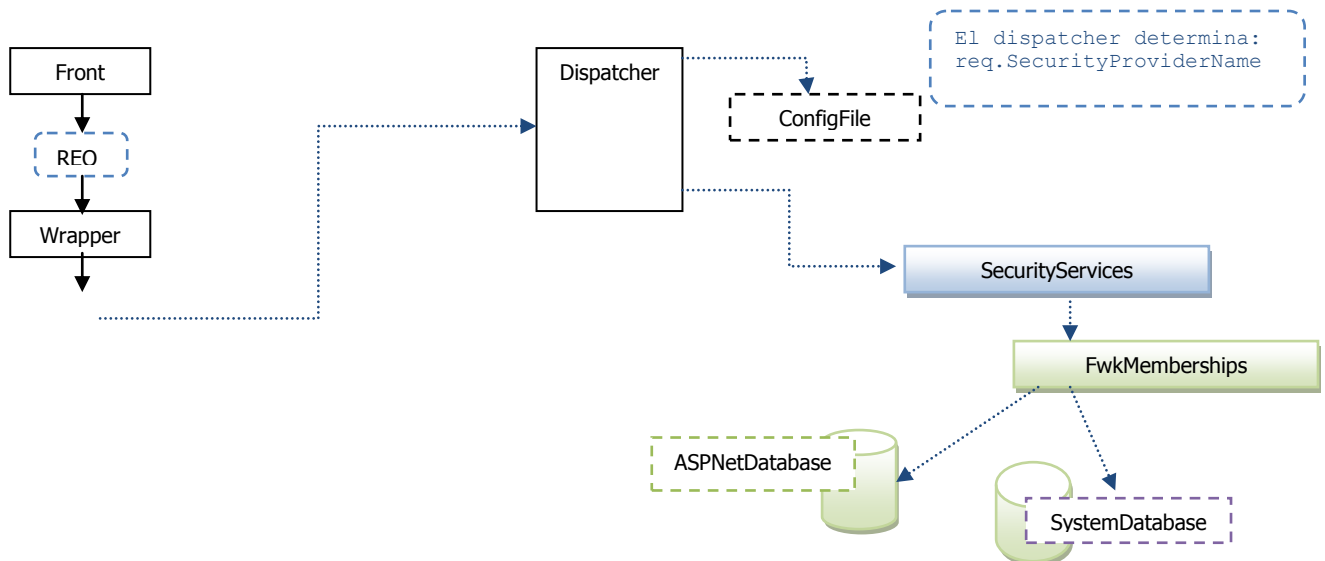 El dispatcher determina:
req.SecurityProviderName
Front
Dispatcher
ConfigFile
REQ
Wrapper
SecurityServices
FwkMemberships
ASPNetDatabase
SystemDatabase